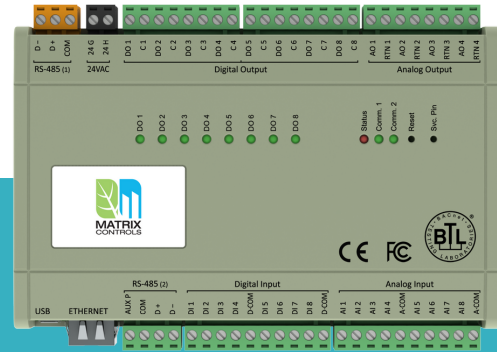 D –
D +
COM
24 G
24 H
DO 1
C 1
DO 2
C 2
DO 3
C 3
DO 4
C 4
DO 5
C 5
DO 6
C 6
DO 7
C 7
DO 8
C 8
AO 1
RTN 1
AO 2
RTN 2
AO 3
RTN 3
AO 4
RTN 4
RS-485 (1)
24VAC
Digital Output
Analog Output
DO 1
DO 2
DO 3
DO 4
DO 5
DO 6
DO 7
DO 8
Status
Comm. 1
Comm. 2
Reset
Svc. Pin
MATRIX
CONTROLS
CE FC
BACnet
BTL
LABORATORIES
RS-485 (2)
Digital Input
Analog Input
USB
ETHERNET
AUX P
COM
D +
D –
DI 1
DI 2
DI 3
DI 4
D-COM
DI 5
DI 6
DI 7
DI 8
D-COM
AI 1
AI 2
AI 3
AI 4
A-COM
AI 5
AI 6
AI 7
AI 8
A-COM